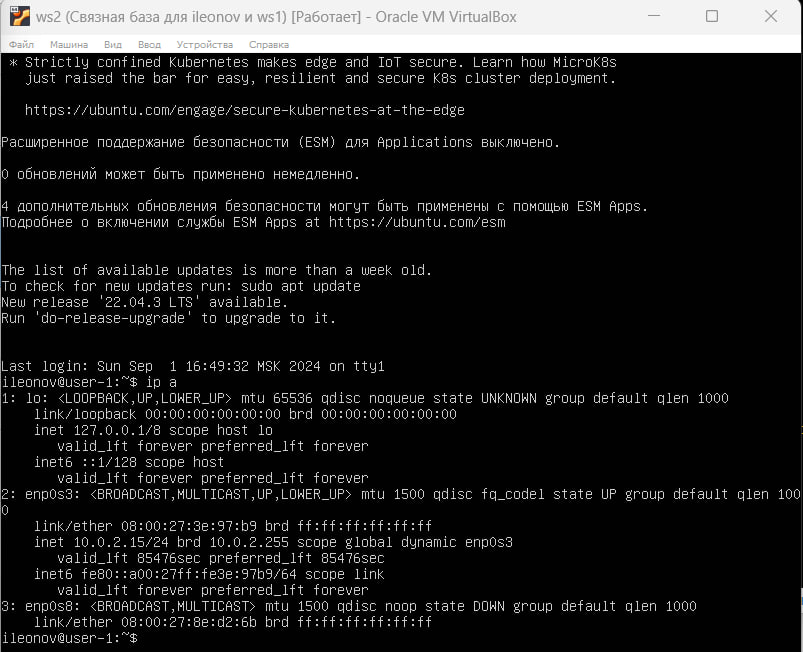 ws2 (Связная база для ileonov и ws1) [Работает] - Oracle VM VirtualBox
Файл Машина Вид Ввод Устройства Справка
* Strictly confined Kubernetes makes edge and IoT secure. Learn how MicroK8s
just raised the bar for easy, resilient and secure K8s cluster deployment.
https://ubuntu.com/engage/secure-kubernetes-at-the-edge
Расширенное поддержание безопасности (ESM) для Applications выключено.
0 обновлений может быть применено немедленно.
4 дополнительных обновления безопасности могут быть применены с помощью ESM Apps.
Подробнее о включении службы ESM Apps at https://ubuntu.com/esm
The list of available updates is more than a week old.
To check for new updates run: sudo apt update
New release '22.04.3 LTS' available.
Run 'do-release-upgrade' to upgrade to it.
Last login: Sun Sep  1 16:49:32 MSK 2024 on tty1
ileonov@user-1:~$ ip a
1: lo: <LOOPBACK,UP,LOWER_UP> mtu 65536 qdisc noqueue state UNKNOWN group default qlen 1000
link/loopback 00:00:00:00:00:00 brd 00:00:00:00:00:00
inet 127.0.0.1/8 scope host lo
valid_lft forever preferred_lft forever
inet6 ::1/128 scope host
valid_lft forever preferred_lft forever
2: enp0s3: <BROADCAST,MULTICAST,UP,LOWER_UP> mtu 1500 qdisc fq_codel state UP group default qlen 100
0
link/ether 08:00:27:3e:97:b9 brd ff:ff:ff:ff:ff:ff
inet 10.0.2.15/24 brd 10.0.2.255 scope global dynamic enp0s3
valid_lft 85476sec preferred_lft 85476sec
inet6 fe80::a00:27ff:fe3e:97b9/64 scope link
valid_lft forever preferred_lft forever
3: enp0s8: <BROADCAST,MULTICAST> mtu 1500 qdisc noop state DOWN group default qlen 1000
link/ether 08:00:27:8e:d2:6b brd ff:ff:ff:ff:ff:ff
ileonov@user-1:~$